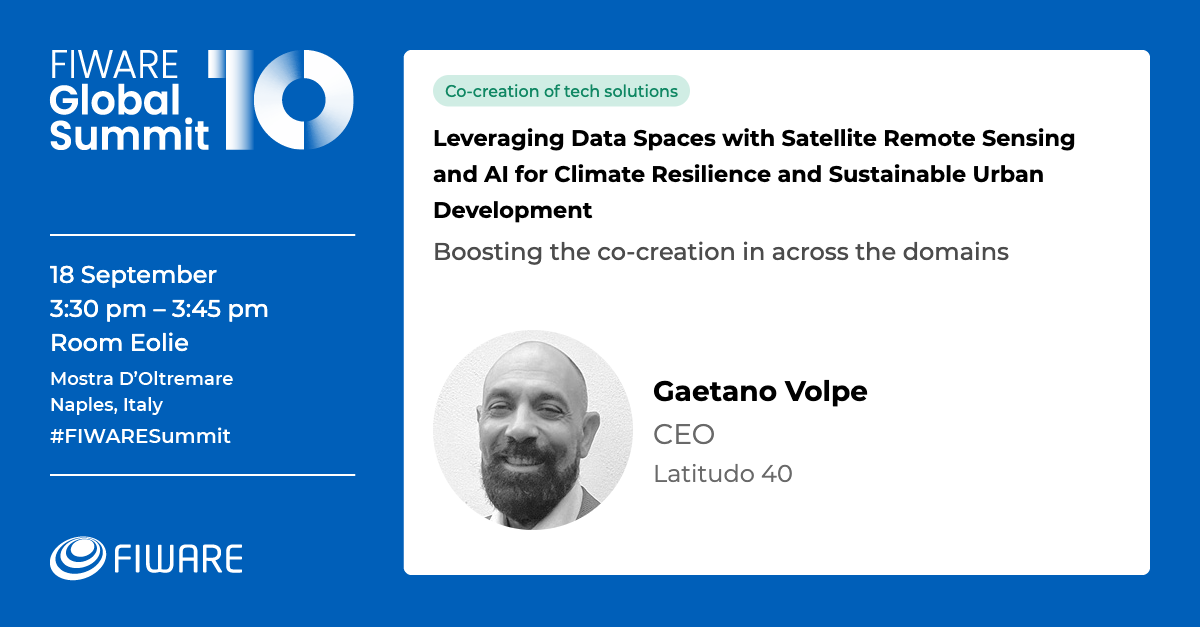 FIWARE
Global
Summit
10
18 September
3:30 pm – 3:45 pm
Room Eolie
Mostra D’Oltremare
Naples, Italy
#FIWARESummit
FIWARE
Co-creation of tech solutions
Leveraging Data Spaces with Satellite Remote Sensing
and AI for Climate Resilience and Sustainable Urban
Development
Boosting the co-creation in across the domains
Gaetano Volpe
CEO
Latitudo 40